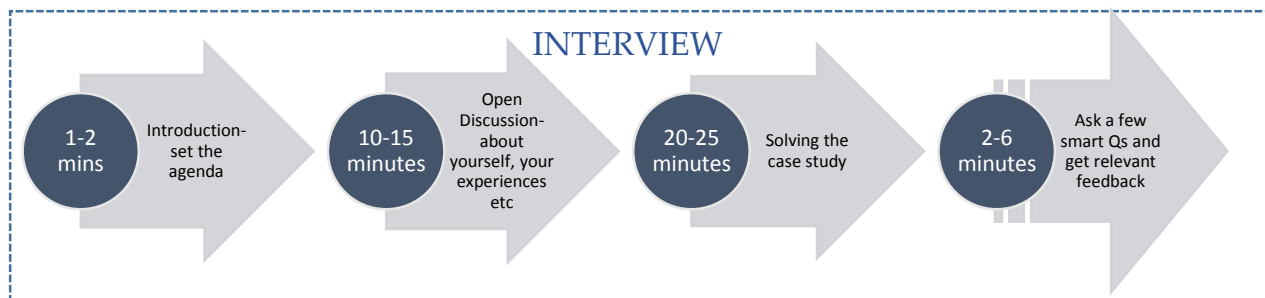 INTERVIEW
1-2
mins
Introduction-
set the
agenda
10-15
minutes
Open
Discussion-
about
yourself, your
experiences
etc
20-25
minutes
Solving the
case study
2-6
minutes
Ask a few
smart Qs and
get relevant
feedback